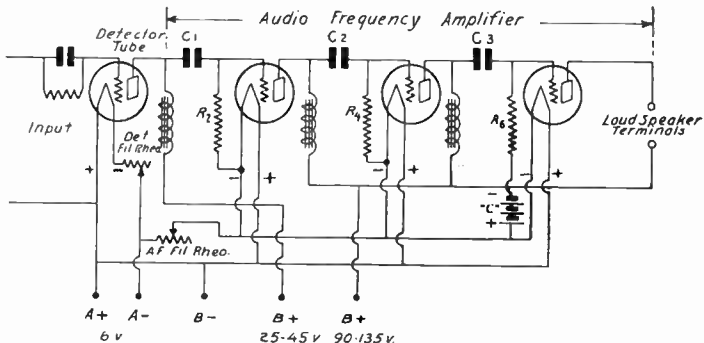 Audio Frequency Amplifier
Detector
Tube
C1
C2
C3
Input
Det
Fil Rheo.
R2
R4
R6
Loud Speaker
Terminals
+
-
-
+
-
+
-
+
-
"C"
+
AF Fil Rheo.
A+ A- B- B+ B+
6 v 25-45 v 90-135 v.